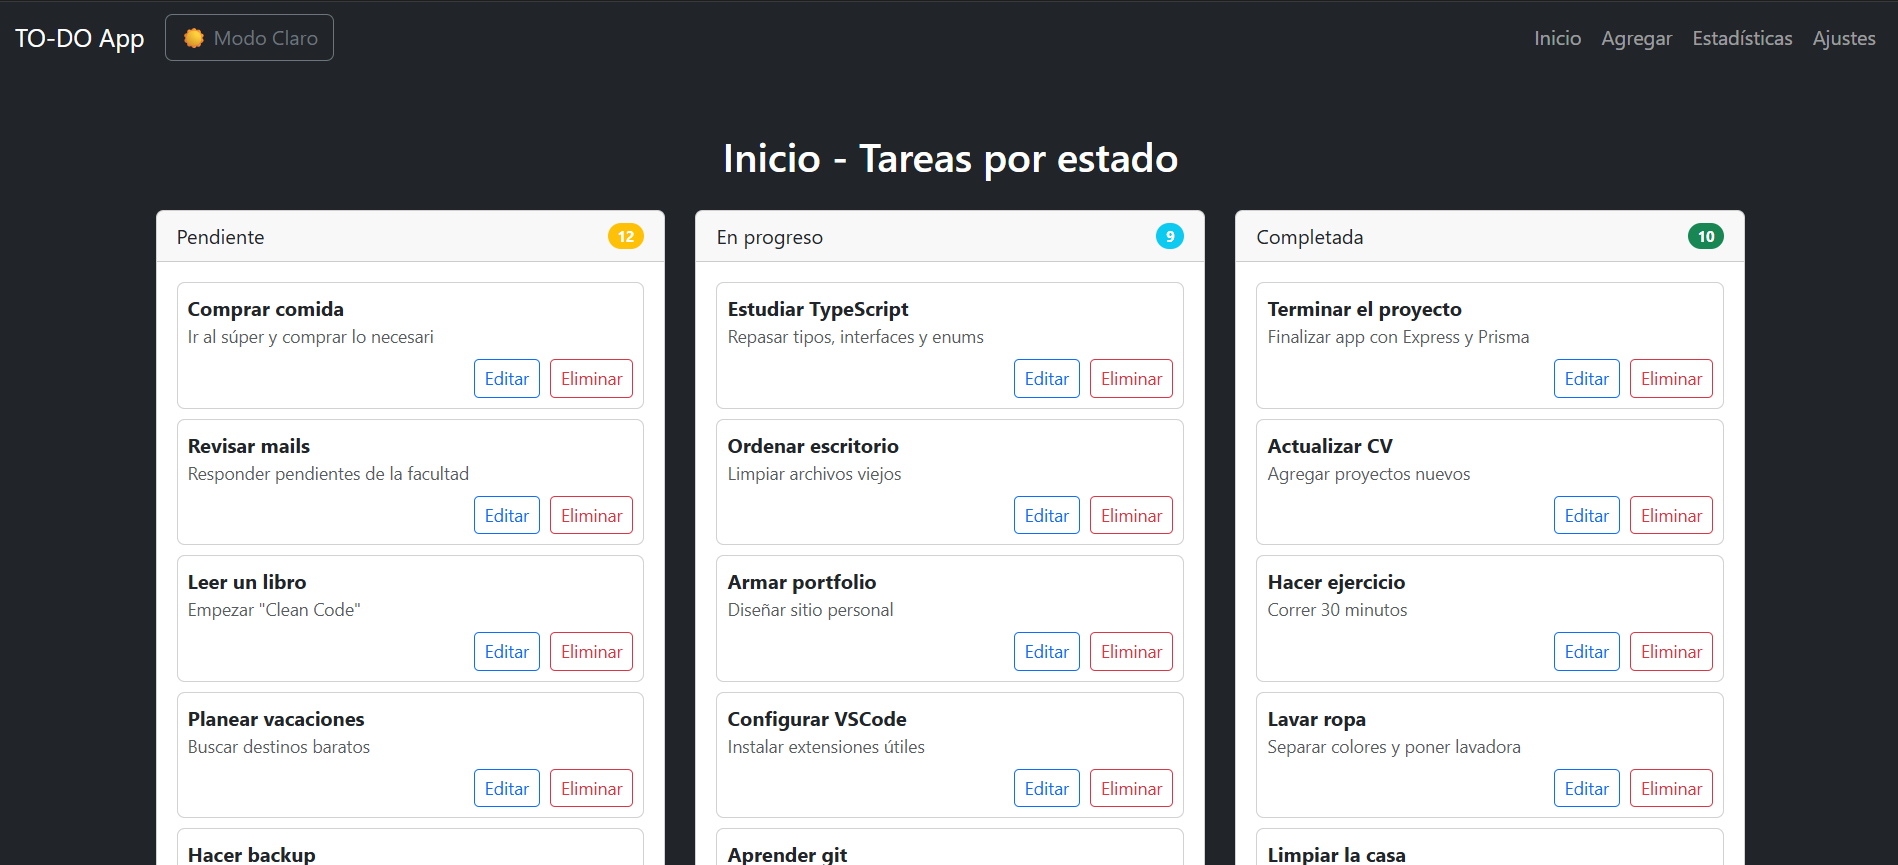 TO-DO App
Modo Claro
Inicio
Agregar
Estadísticas
Ajustes
Inicio - Tareas por estado
Pendiente
12
Comprar comida
Ir al súper y comprar lo necesari
Editar
Eliminar
Revisar mails
Responder pendientes de la facultad
Editar
Eliminar
Leer un libro
Empezar "Clean Code"
Editar
Eliminar
Planear vacaciones
Buscar destinos baratos
Editar
Eliminar
Hacer backup
En progreso
9
Estudiar TypeScript
Repasar tipos, interfaces y enums
Editar
Eliminar
Ordenar escritorio
Limpiar archivos viejos
Editar
Eliminar
Armar portfolio
Diseñar sitio personal
Editar
Eliminar
Configurar VSCode
Instalar extensiones útiles
Editar
Eliminar
Aprender git
Completada
10
Terminar el proyecto
Finalizar app con Express y Prisma
Editar
Eliminar
Actualizar CV
Agregar proyectos nuevos
Editar
Eliminar
Hacer ejercicio
Correr 30 minutos
Editar
Eliminar
Lavar ropa
Separar colores y poner lavadora
Editar
Eliminar
Limpiar la casa